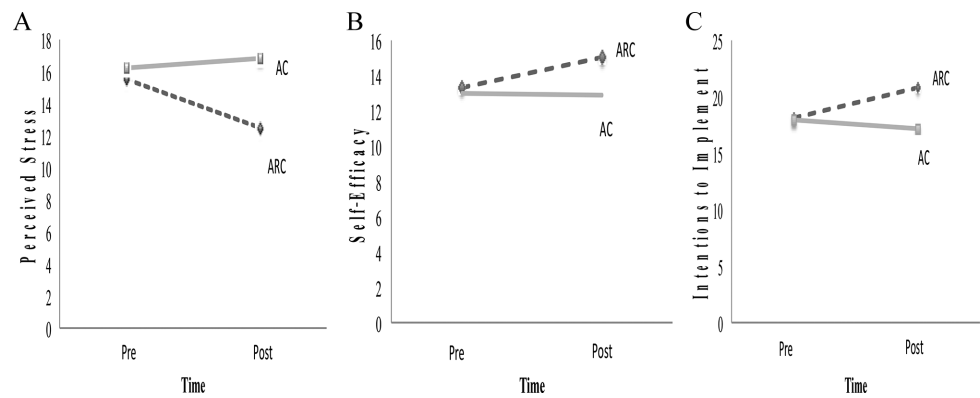 A
Perceived Stress
18
16
14
12
10
8
6
4
2
0
AC
ARC
Pre
Post
Time
B
Self-Efficacy
16
14
12
10
8
6
4
2
0
ARC
AC
Pre
Post
Time
C
Intentions to Implement
25
20
15
10
5
0
ARC
AC
Pre
Post
Time